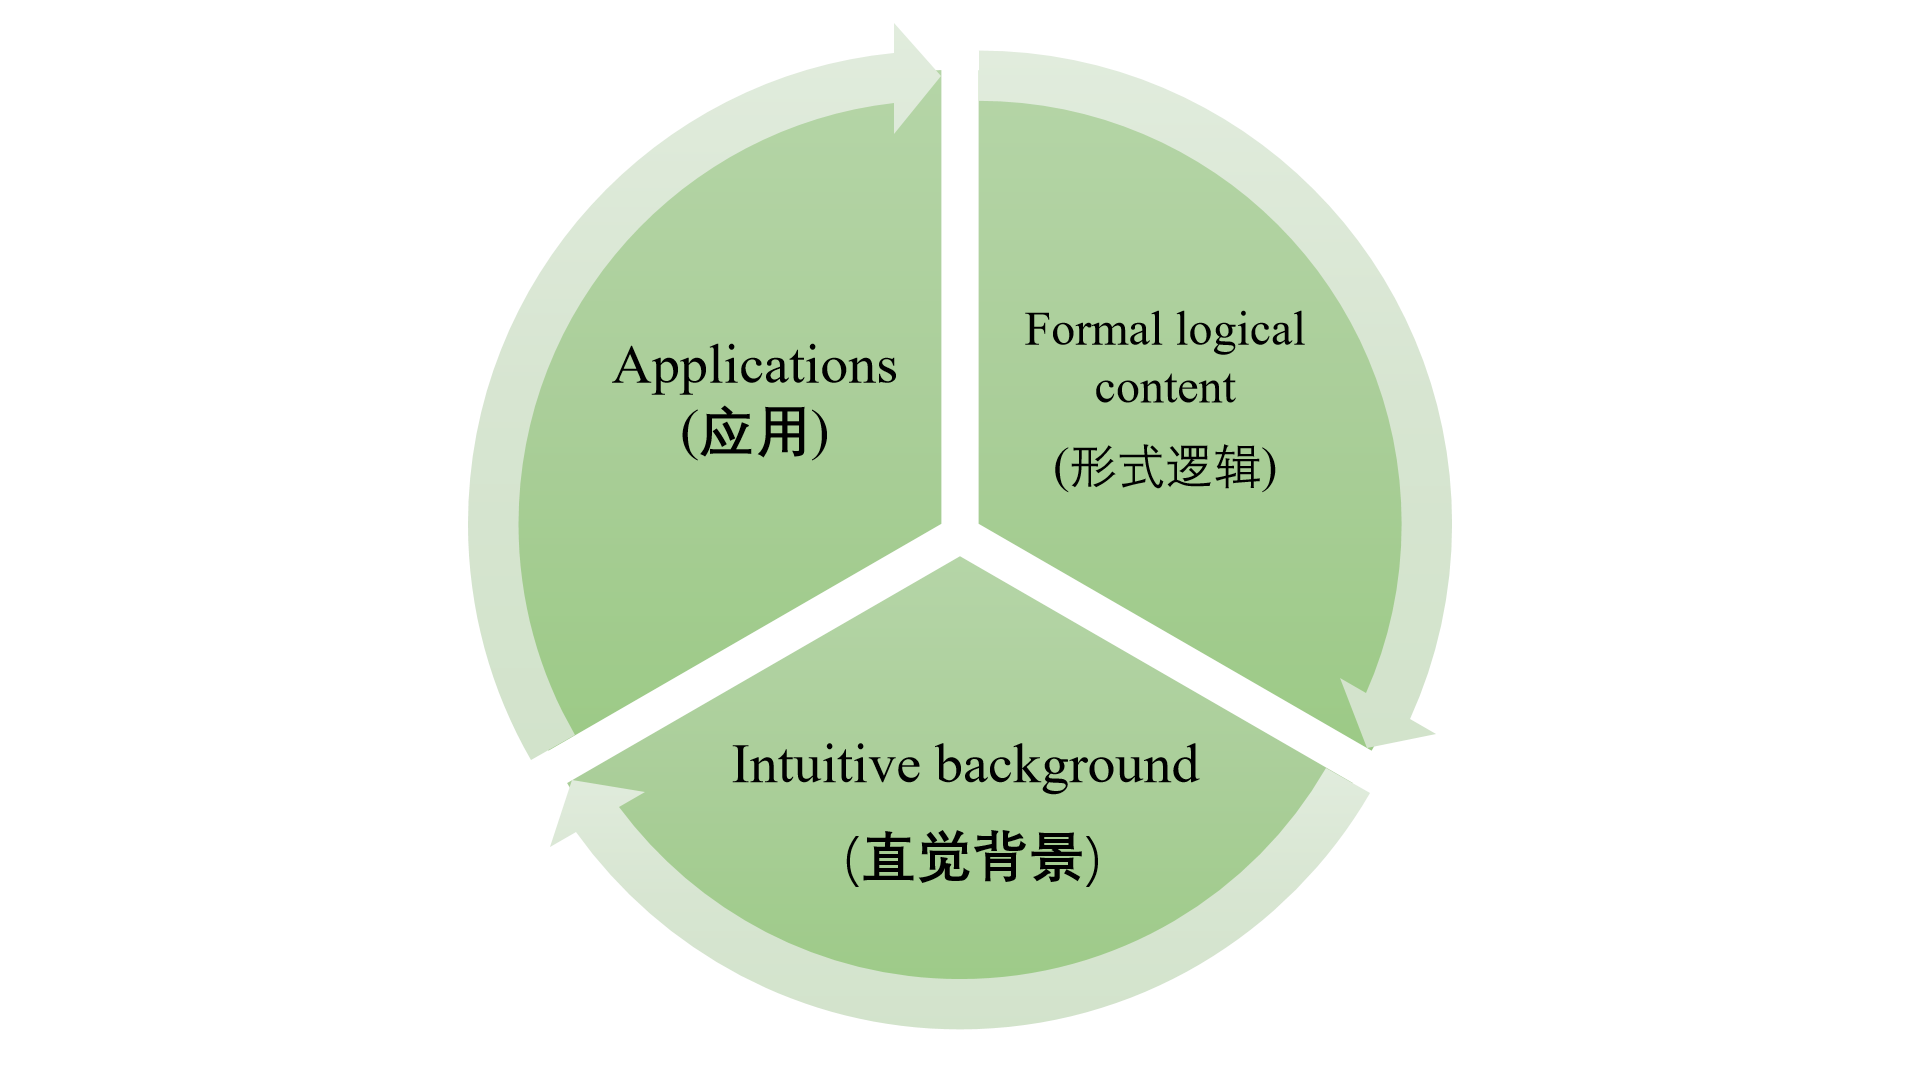 Applications
(应用)
Formal logical
content
(形式逻辑)
Intuitive background
(直觉背景)